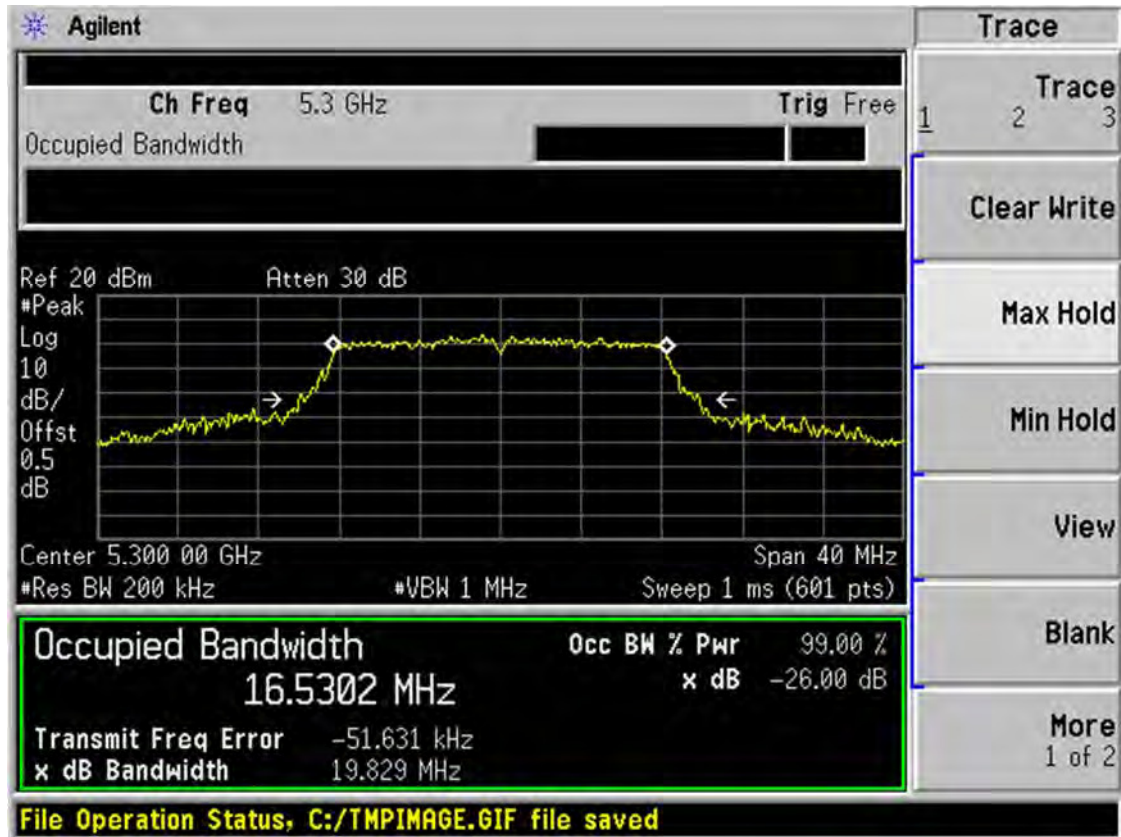 Agilent
Trace
Ch Freq 5.3 GHz Trig Free
Occupied Bandwidth
Trace
1 2 3
Clear Write
Max Hold
Min Hold
View
Blank
More
1 of 2
Ref 20 dBm Atten 30 dB
#Peak
Log
10
dB/
Offst
0.5
dB
Center 5.300 00 GHz Span 40 MHz
#Res BW 200 kHz #VBW 1 MHz Sweep 1 ms (601 pts)
Occupied Bandwidth
16.5302 MHz
Occ BW % Pwr 99.00 %
x dB -26.00 dB
Transmit Freq Error -51.631 kHz
x dB Bandwidth 19.829 MHz
File Operation Status, C:/TMPIMAGE.GIF file saved